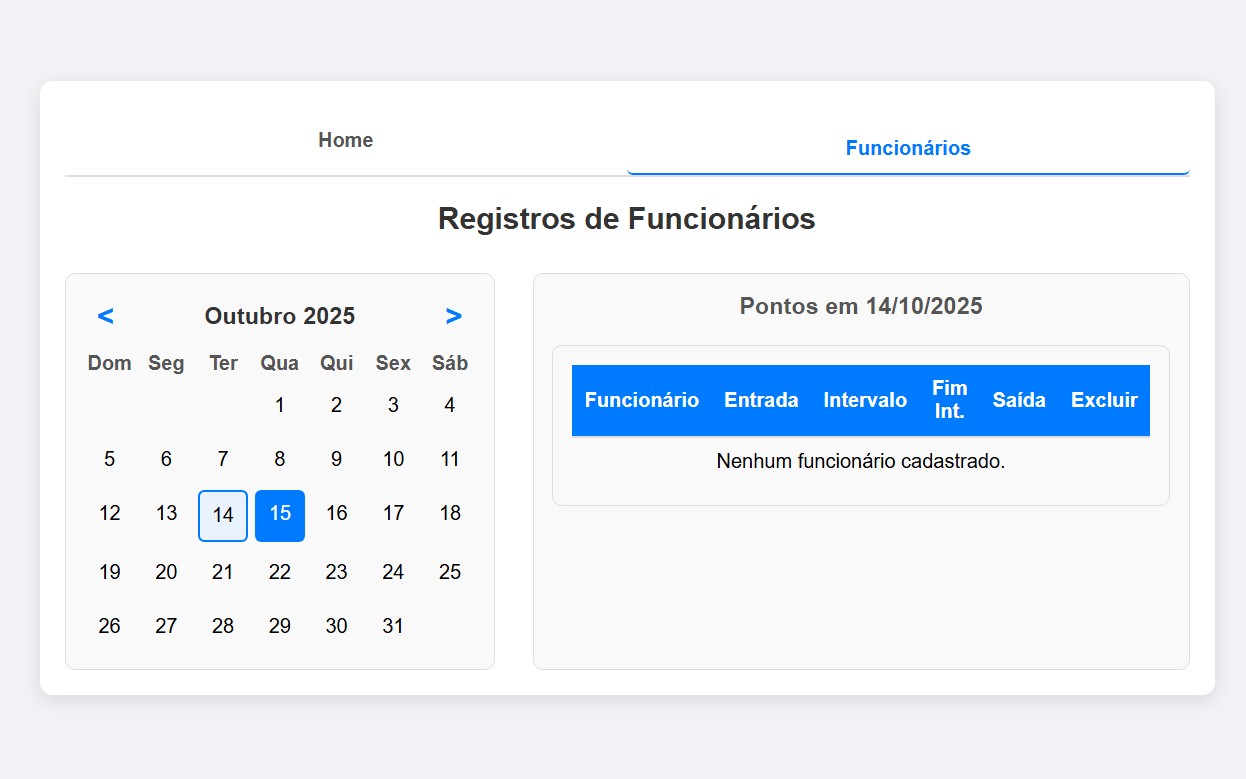 Home
Funcionários
Registros de Funcionários
< Outubro 2025 >
Dom Seg Ter Qua Qui Sex Sáb
1 2 3 4
5 6 7 8 9 10 11
12 13 14 15 16 17 18
19 20 21 22 23 24 25
26 27 28 29 30 31
Pontos em 14/10/2025
Funcionário Entrada Intervalo Fim Int. Saída Excluir
Nenhum funcionário cadastrado.